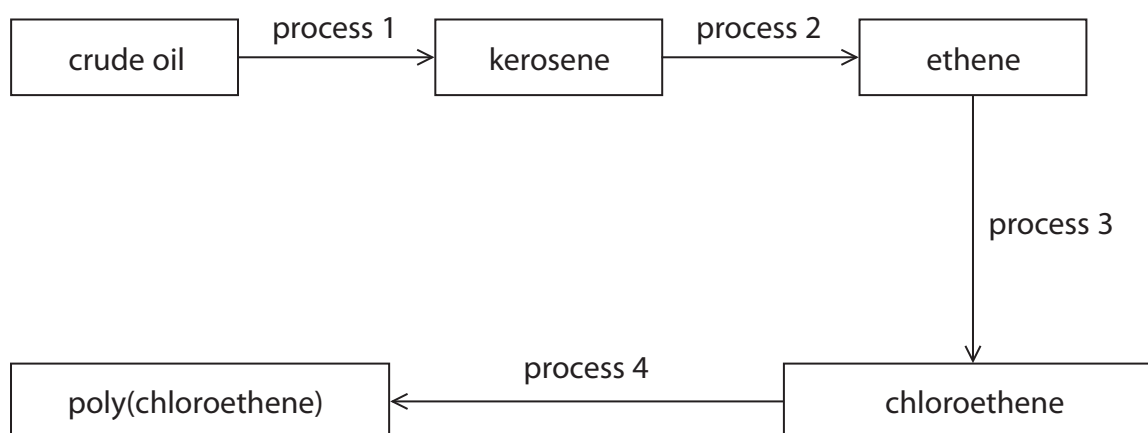 crude oil
process 1
kerosene
process 2
ethene
process 3
chloroethene
process 4
poly(chloroethene)